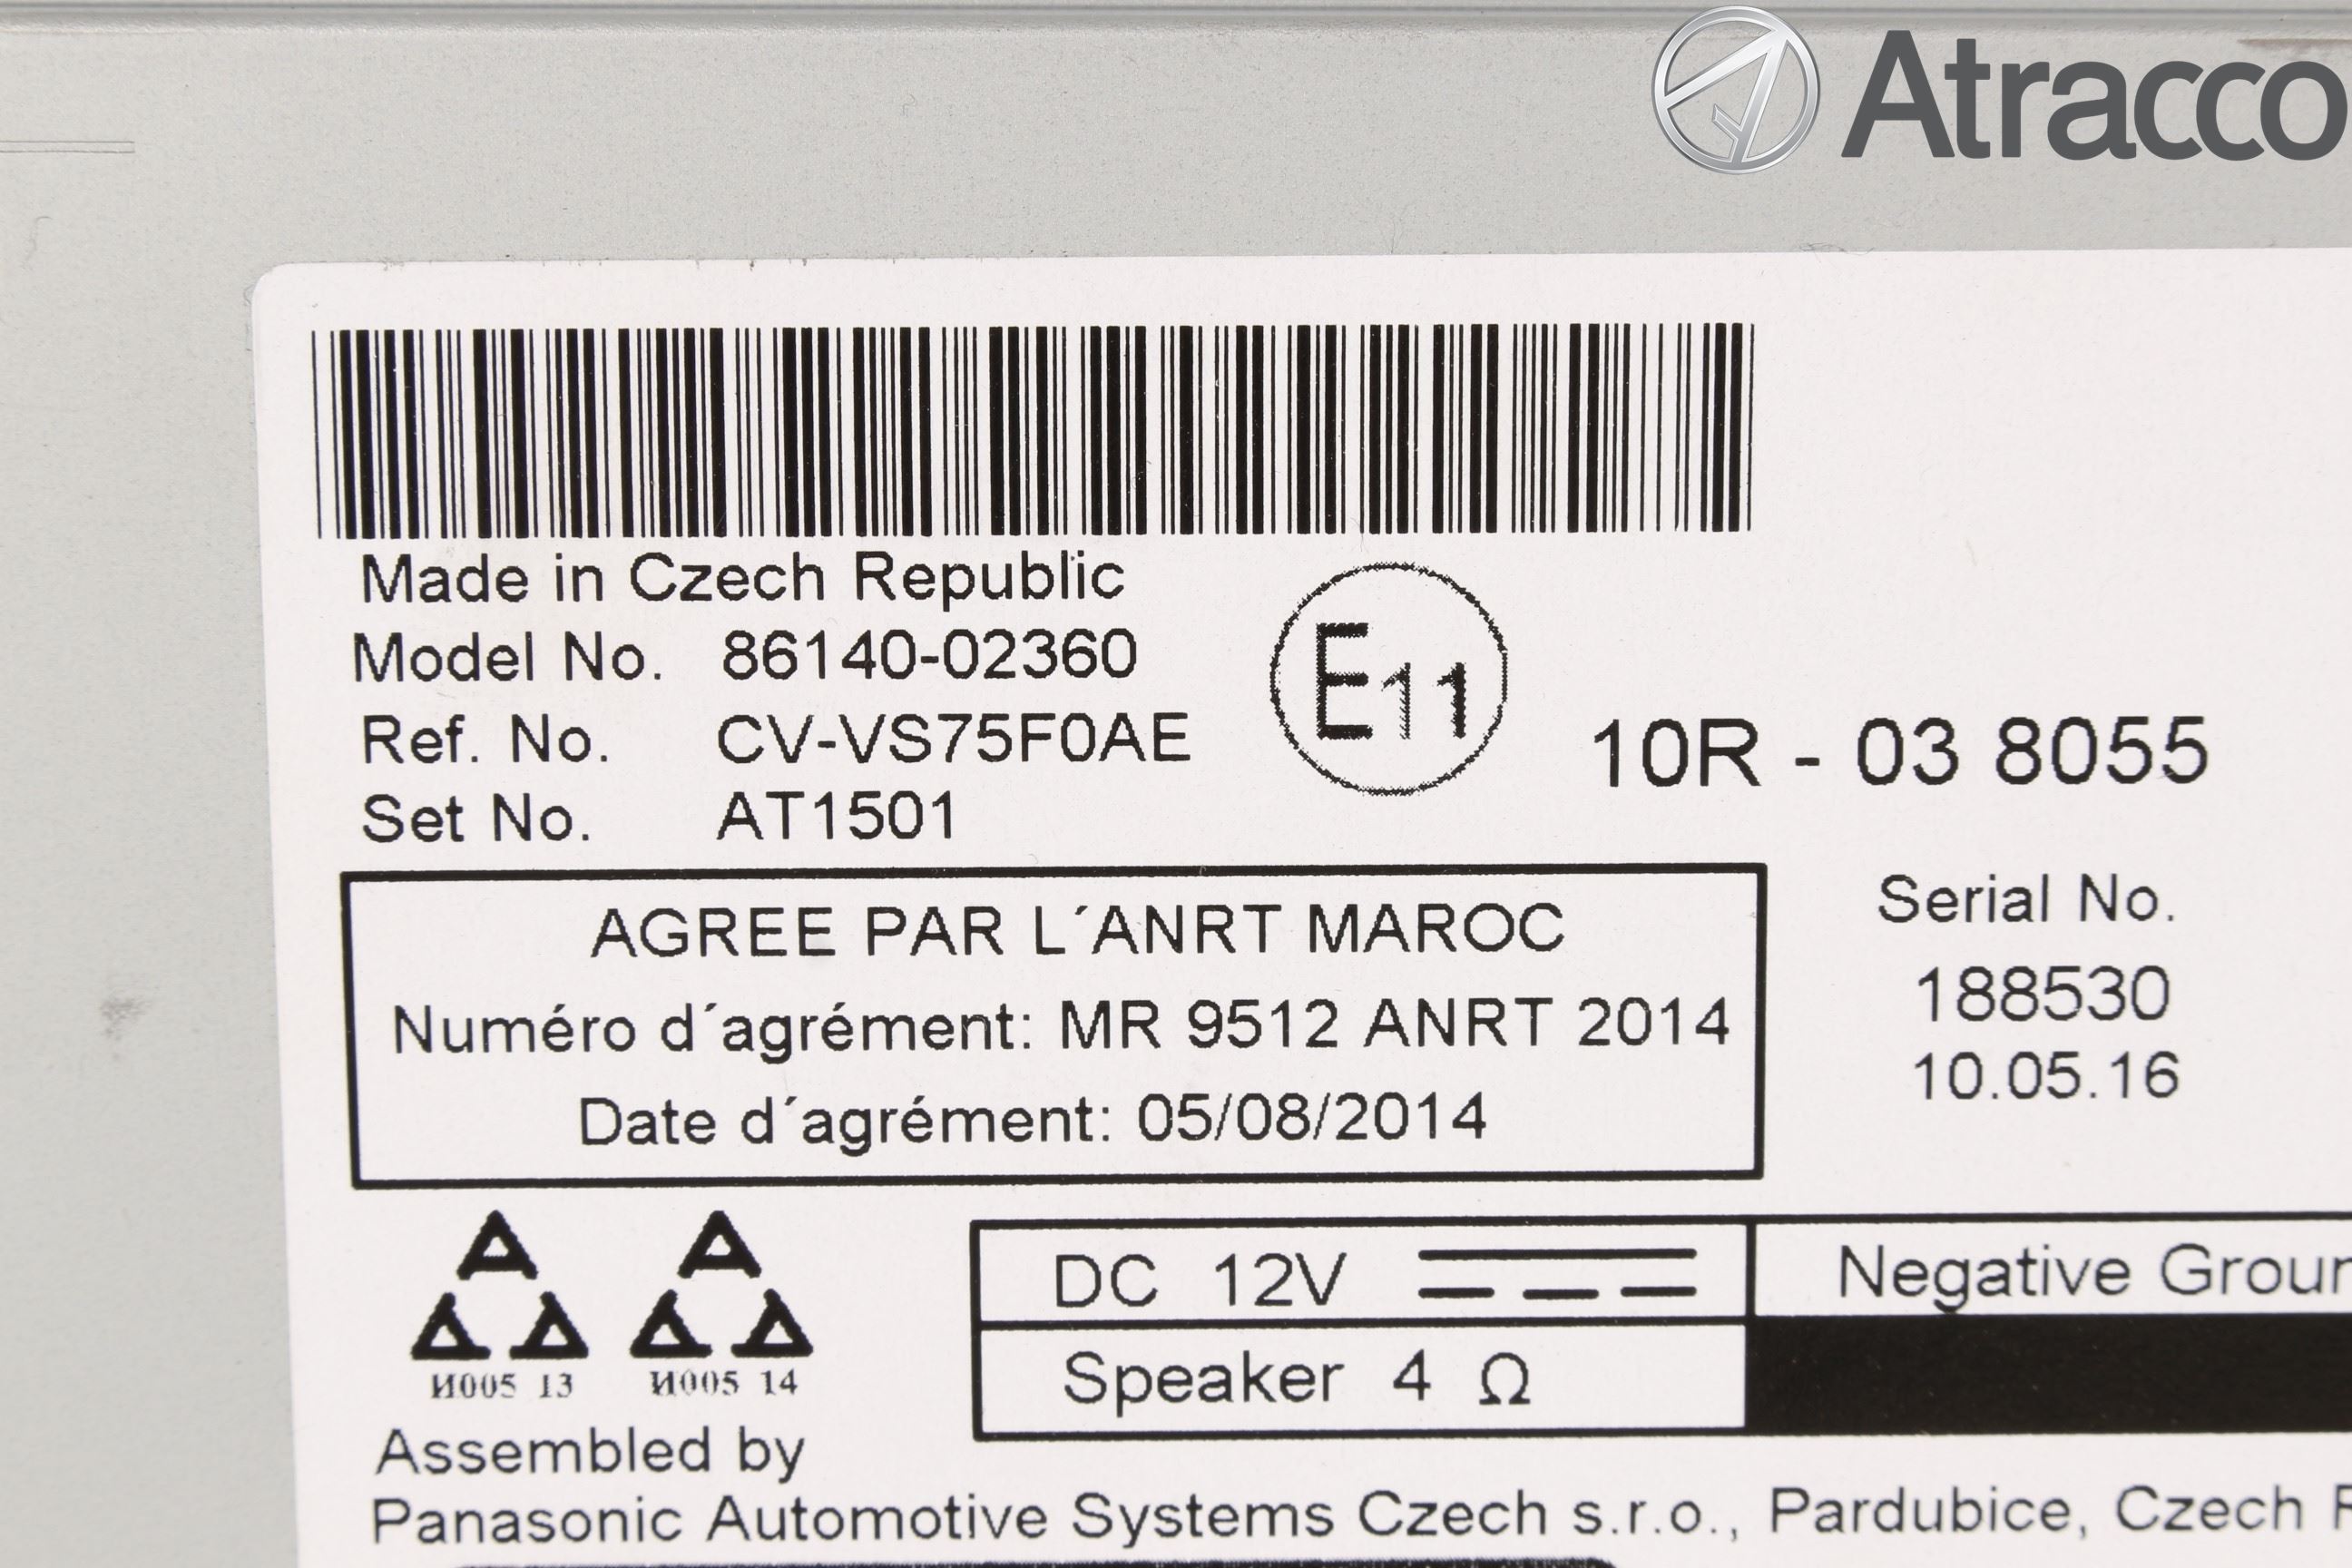 Atracco
Made in Czech Republic
Model No. 86140-02360
Ref. No. CV-VS75F0AE
Set No. AT1501
E11
10R - 03 8055
AGREE PAR L´ANRT MAROC
Numéro d´agrément: MR 9512 ANRT 2014
Date d´agrément: 05/08/2014
Serial No.
188530
10.05.16
И005 13 И005 14
DC 12V
Negative Groun
Speaker 4 Ω
Assembled by
Panasonic Automotive Systems Czech s.r.o., Pardubice, Czech